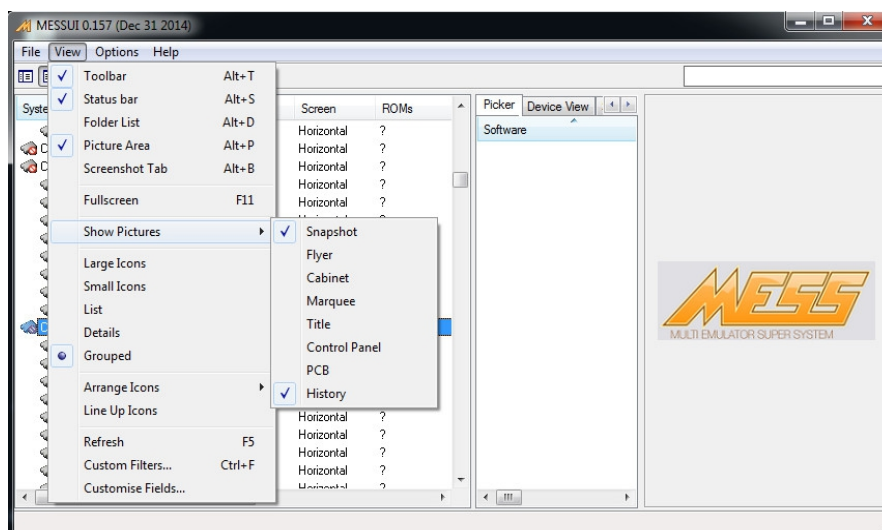 MESSUI 0.157 (Dec 31 2014)
File View Options Help
Toolbar Alt+T
Status bar Alt+S
Folder List Alt+D
Picture Area Alt+P
Screenshot Tab Alt+B
Fullscreen F11
Show Pictures
Large Icons
Small Icons
List
Details
Grouped
Arrange Icons
Line Up Icons
Refresh F5
Custom Filters... Ctrl+F
Customise Fields...
Snapshot
Flyer
Cabinet
Marquee
Title
Control Panel
PCB
History
Screen ROMs
Horizontal ?
Horizontal ?
Horizontal ?
Horizontal ?
Horizontal ?
Horizontal ?
Horizontal ?
Horizontal ?
Horizontal ?
Picker Device View
Software
MESS
MULTI EMULATOR SUPER SYSTEM